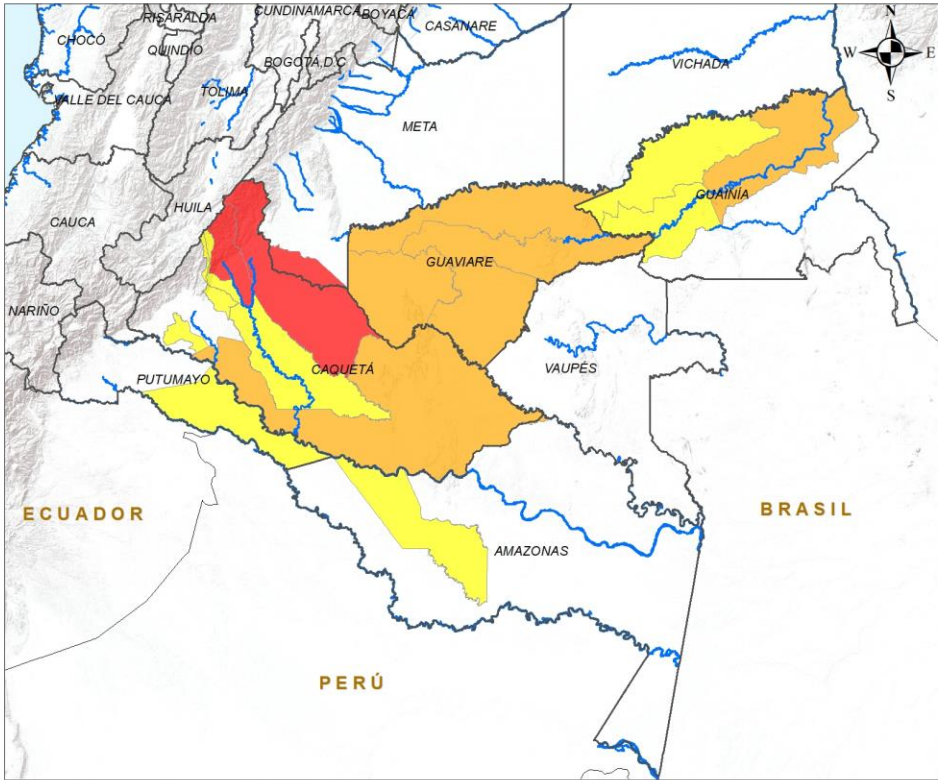 CUNDINAMARCA
BOYACÁ
RISARALDA
CASANARE
N
CHOCÓ
QUINDIO
W
E
BOGOTÁ D.C
VICHADA
S
VALLE DEL CAUCA
TOLIMA
META
GUAINÍA
HUILA
CAUCA
GUAVIARE
NARIÑO
VAUPÉS
CAQUETÁ
PUTUMAYO
ECUADOR
BRASIL
AMAZONAS
PERÚ